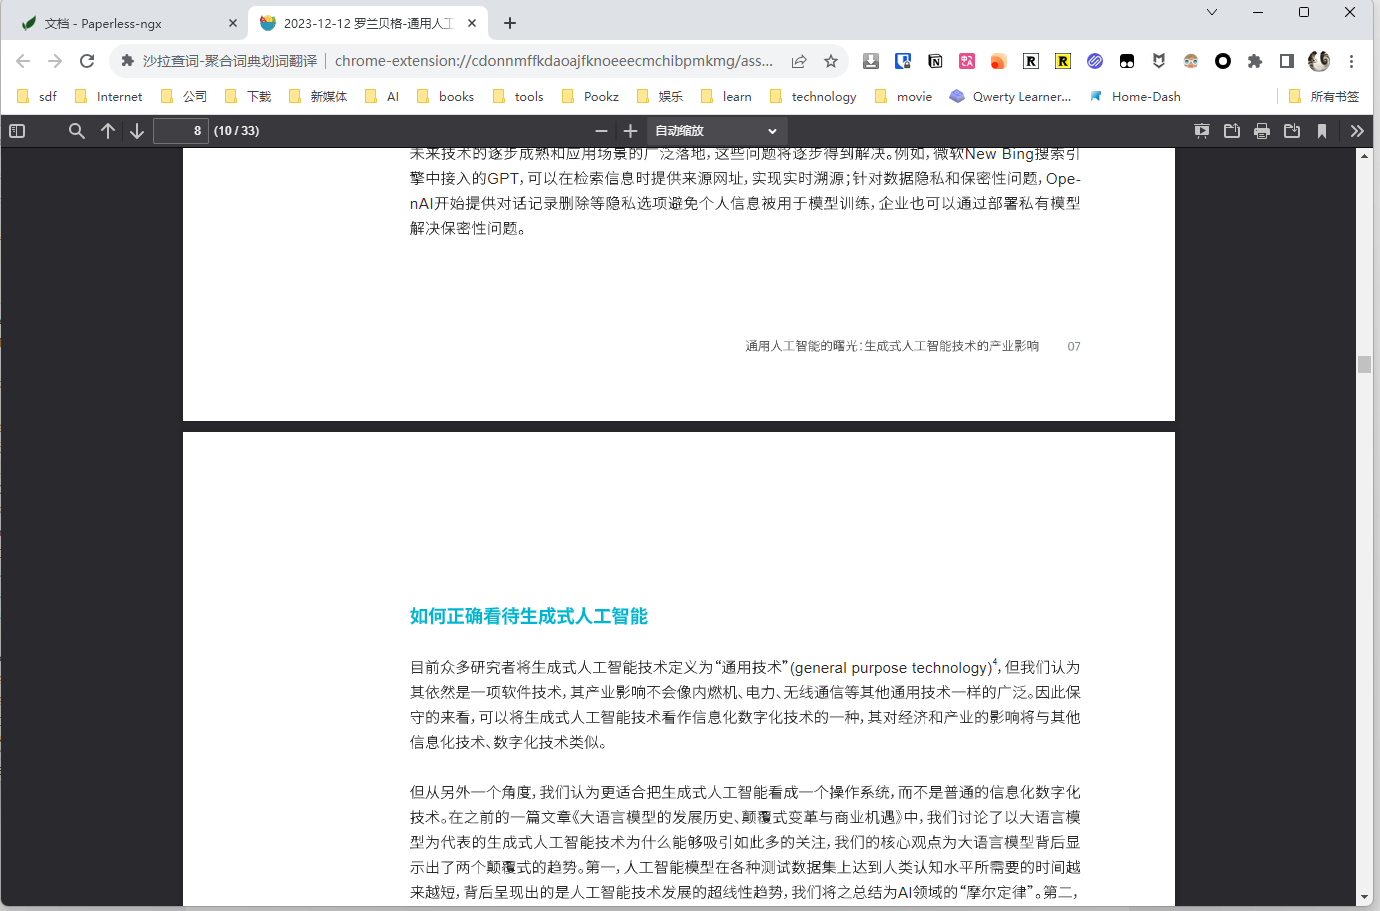 文档 - Paperless-ngx
2023-12-12 罗兰贝格-通用人工
沙拉查词-聚合词典划词翻译
chrome-extension://cdonnmffkdaoajfknoeeecmchibpmkmg/ass...
sdf
Internet
公司
下载
新媒体
AI
books
tools
Pookz
娱乐
learn
technology
movie
Qwerty Learner...
Home-Dash
所有书签
8
(10 / 33)
自动缩放
未来技术的逐步成熟和应用场景的广泛落地，这些问题将逐步得到解决。例如，微软New Bing搜索引
擎中接入的GPT，可以在检索信息时提供来源网址，实现实时溯源；针对数据隐私和保密性问题，Ope-
nAI开始提供对话记录删除等隐私选项避免个人信息被用于模型训练，企业也可以通过部署私有模型
解决保密性问题。
通用人工智能的曙光：生成式人工智能技术的产业影响 07
如何正确看待生成式人工智能
目前众多研究者将生成式人工智能技术定义为“通用技术”(general purpose technology)4，但我们认为
其依然是一项软件技术，其产业影响不会像内燃机、电力、无线通信等其他通用技术一样的广泛。因此保
守的来看，可以将生成式人工智能技术看作信息化数字化技术的一种，其对经济和产业的影响将与其他
信息化技术、数字化技术类似。
但从另外一个角度，我们认为更适合把生成式人工智能看成一个操作系统，而不是普通的信息化数字化
技术。在之前的一篇文章《大语言模型的发展历史、颠覆式变革与商业机遇》中，我们讨论了以大语言模
型为代表的生成式人工智能技术为什么能够吸引如此多的关注，我们的核心观点为大语言模型背后显
示出了两个颠覆式的趋势。第一，人工智能模型在各种测试数据集上达到人类认知水平所需要的时间越
来越短，背后呈现出的是人工智能技术发展的超线性趋势，我们将之总结为AI领域的“摩尔定律”。第二，